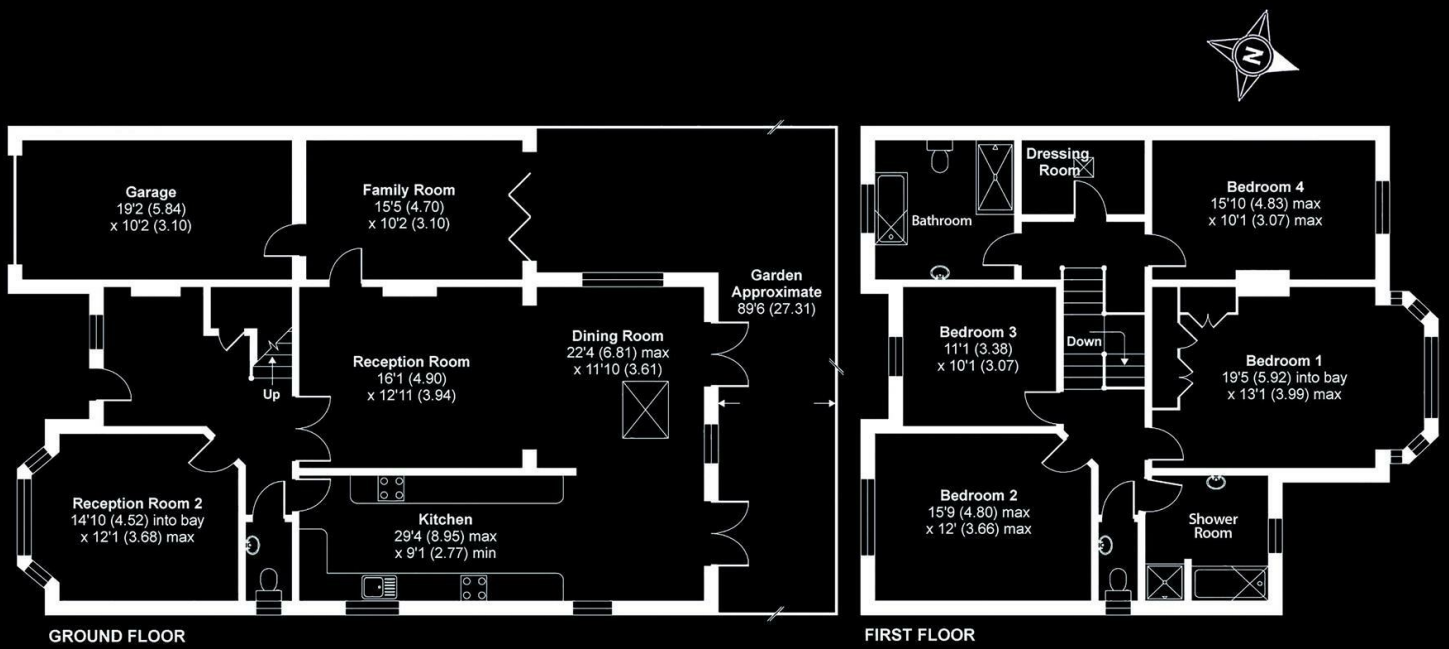 N
Garage
19'2 (5.84)
x 10'2 (3.10)
Family Room
15'5 (4.70)
x 10'2 (3.10)
Garden
Approximate
89'6 (27.31)
Dining Room
22'4 (6.81) max
x 11'10 (3.61)
Reception Room
16'1 (4.90)
x 12'11 (3.94)
Up
Reception Room 2
14'10 (4.52) into bay
x 12'1 (3.68) max
Kitchen
29'4 (8.95) max
x 9'1 (2.77) min
GROUND FLOOR
Dressing
Room
Bathroom
Bedroom 4
15'10 (4.83) max
x 10'1 (3.07) max
Bedroom 3
11'1 (3.38)
x 10'1 (3.07)
Down
Bedroom 1
19'5 (5.92) into bay
x 13'1 (3.99) max
Bedroom 2
15'9 (4.80) max
x 12' (3.66) max
Shower
Room
FIRST FLOOR